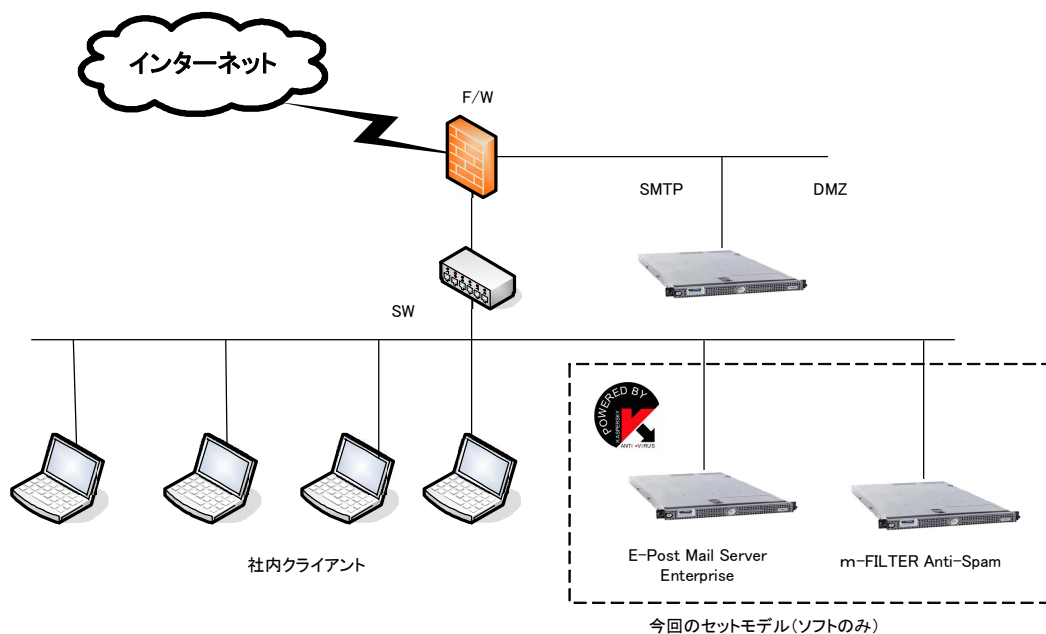 インターネット
F/W
SMTP
DMZ
SW
POWERED BY
KASPERSKY
ANTI-VIRUS
社内クライアント
E-Post Mail Server
Enterprise
m-FILTER Anti-Spam
今回のセットモデル(ソフトのみ)